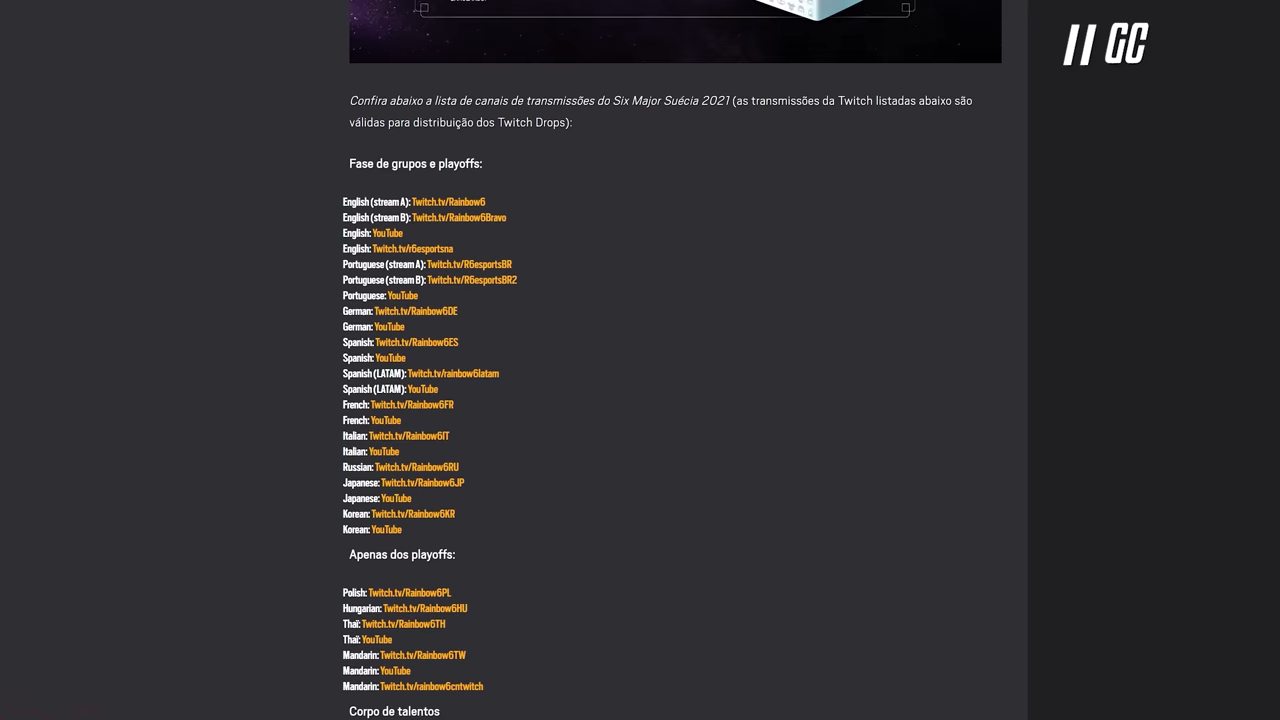 // GC
Confira abaixo a lista de canais de transmissões do Six Major Suécia 2021 (as transmissões da Twitch listadas abaixo são
válidas para distribuição dos Twitch Drops):
Fase de grupos e playoffs:
English (stream A): Twitch.tv/Rainbow6
English (stream B): Twitch.tv/Rainbow6Bravo
English: YouTube
English: Twitch.tv/r6esportsna
Portuguese (stream A): Twitch.tv/R6esportsBR
Portuguese (stream B): Twitch.tv/R6esportsBR2
Portuguese: YouTube
German: Twitch.tv/Rainbow6DE
German: YouTube
Spanish: Twitch.tv/Rainbow6ES
Spanish: YouTube
Spanish (LATAM): Twitch.tv/rainbow6latam
Spanish (LATAM): YouTube
French: Twitch.tv/Rainbow6FR
French: YouTube
Italian: Twitch.tv/Rainbow6IT
Italian: YouTube
Russian: Twitch.tv/Rainbow6RU
Japanese: Twitch.tv/Rainbow6JP
Japanese: YouTube
Korean: Twitch.tv/Rainbow6KR
Korean: YouTube
Apenas dos playoffs:
Polish: Twitch.tv/Rainbow6PL
Hungarian: Twitch.tv/Rainbow6HU
Thaï: Twitch.tv/Rainbow6TH
Thaï: YouTube
Mandarin: Twitch.tv/Rainbow6TW
Mandarin: YouTube
Mandarin: Twitch.tv/rainbow6cntwitch
Corpo de talentos